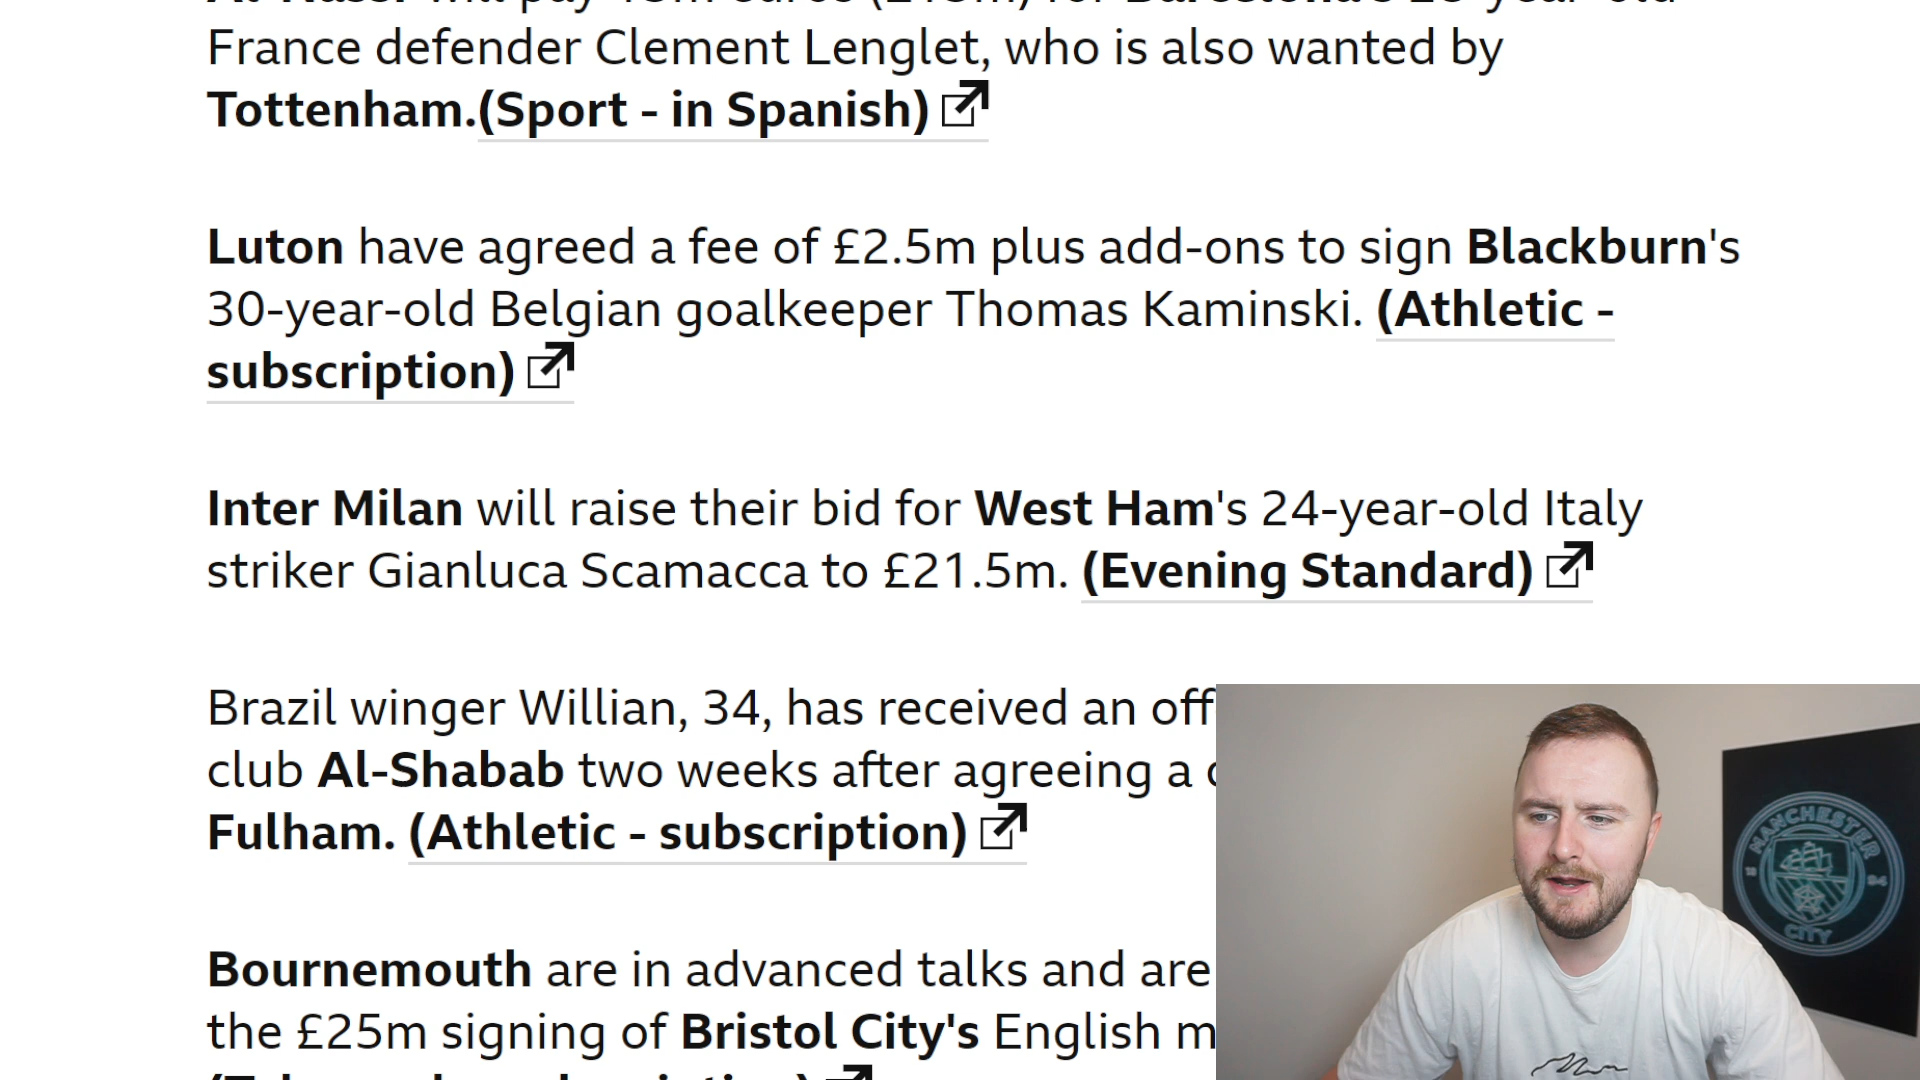 France defender Clement Lenglet, who is also wanted by
Tottenham.(Sport - in Spanish)
Luton have agreed a fee of £2.5m plus add-ons to sign Blackburn's
30-year-old Belgian goalkeeper Thomas Kaminski. (Athletic -
subscription)
Inter Milan will raise their bid for West Ham's 24-year-old Italy
striker Gianluca Scamacca to £21.5m. (Evening Standard)
Brazil winger Willian, 34, has received an off
club Al-Shabab two weeks after agreeing a
Fulham. (Athletic - subscription)
Bournemouth are in advanced talks and are
the £25m signing of Bristol City's English m
MANCHESTER
18 94
CITY